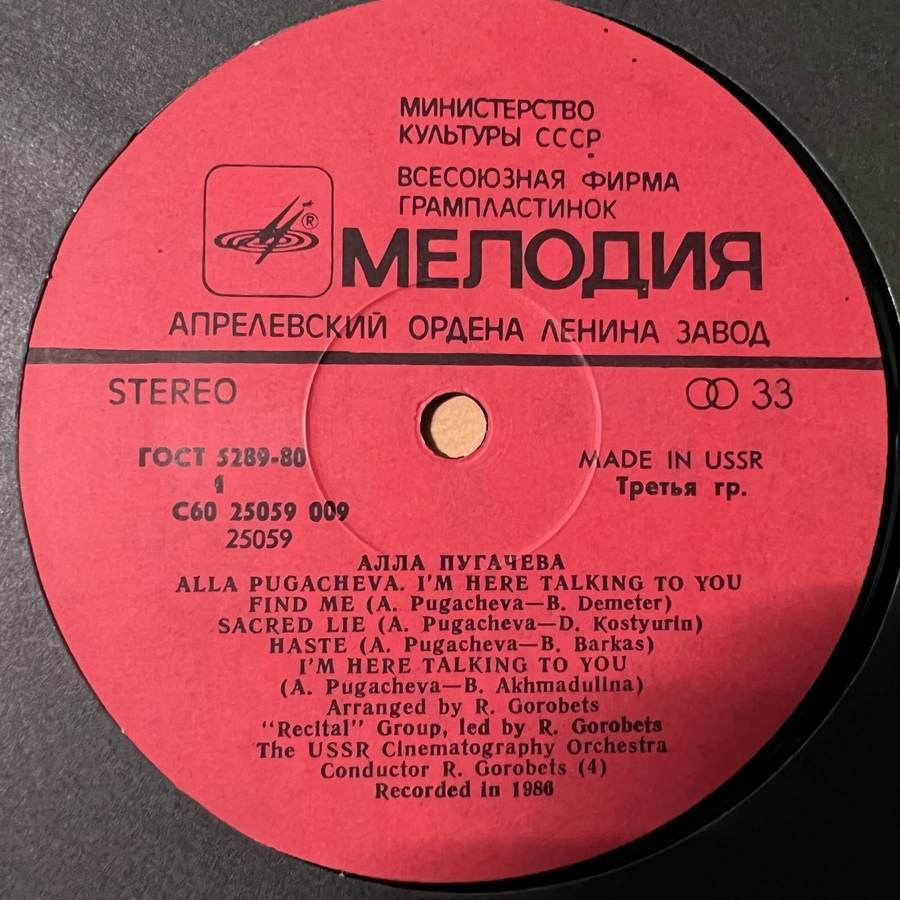 МИНИСТЕРСТВО
КУЛЬТУРЫ СССР
ВСЕСОЮЗНАЯ ФИРМА
ГРАМПЛАСТИНОК
®
МЕЛОДИЯ
АПРЕЛЕВСКИЙ ОРДЕНА ЛЕНИНА ЗАВОД
STEREO
33
ГОСТ 5289-80
MADE IN USSR
1
Третья гр.
С60 25059 009
25059
АЛЛА ПУГАЧЕВА
ALLA PUGACHEVA. I'M HERE TALKING TO YOU
FIND ME (A. Pugacheva—B. Demeter)
SACRED LIE (A. Pugacheva—D. Kostyurin)
HASTE (A. Pugacheva—B. Barkas)
I'M HERE TALKING TO YOU
(A. Pugacheva—B. Akhmadulina)
Arranged by R. Gorobets
"Recital" Group, led by R. Gorobets
The USSR Cinematography Orchestra
Conductor R. Gorobets (4)
Recorded in 1986